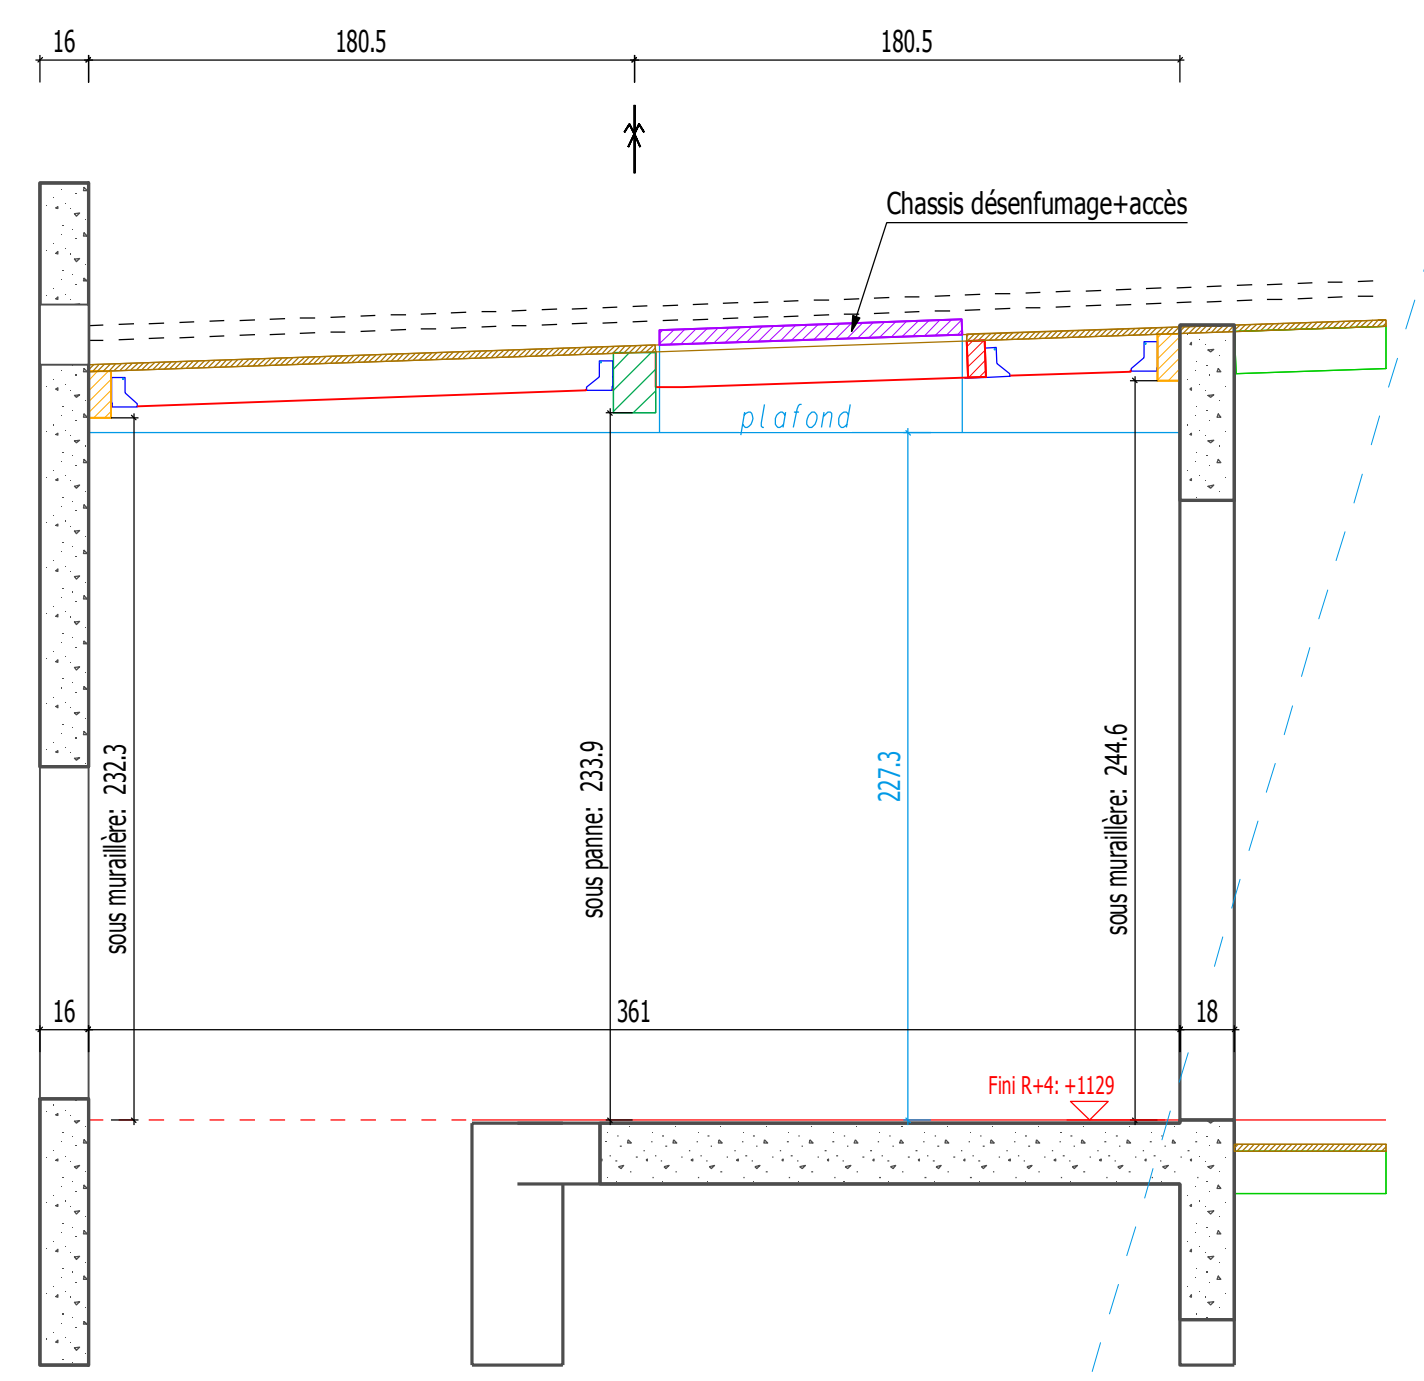 16
180.5
180.5
Chassis désenfumage+accès
plafond
sous muraillère: 232.3
sous panne: 233.9
227.3
sous muraillère: 244.6
16
361
18
Fini R+4: +1129